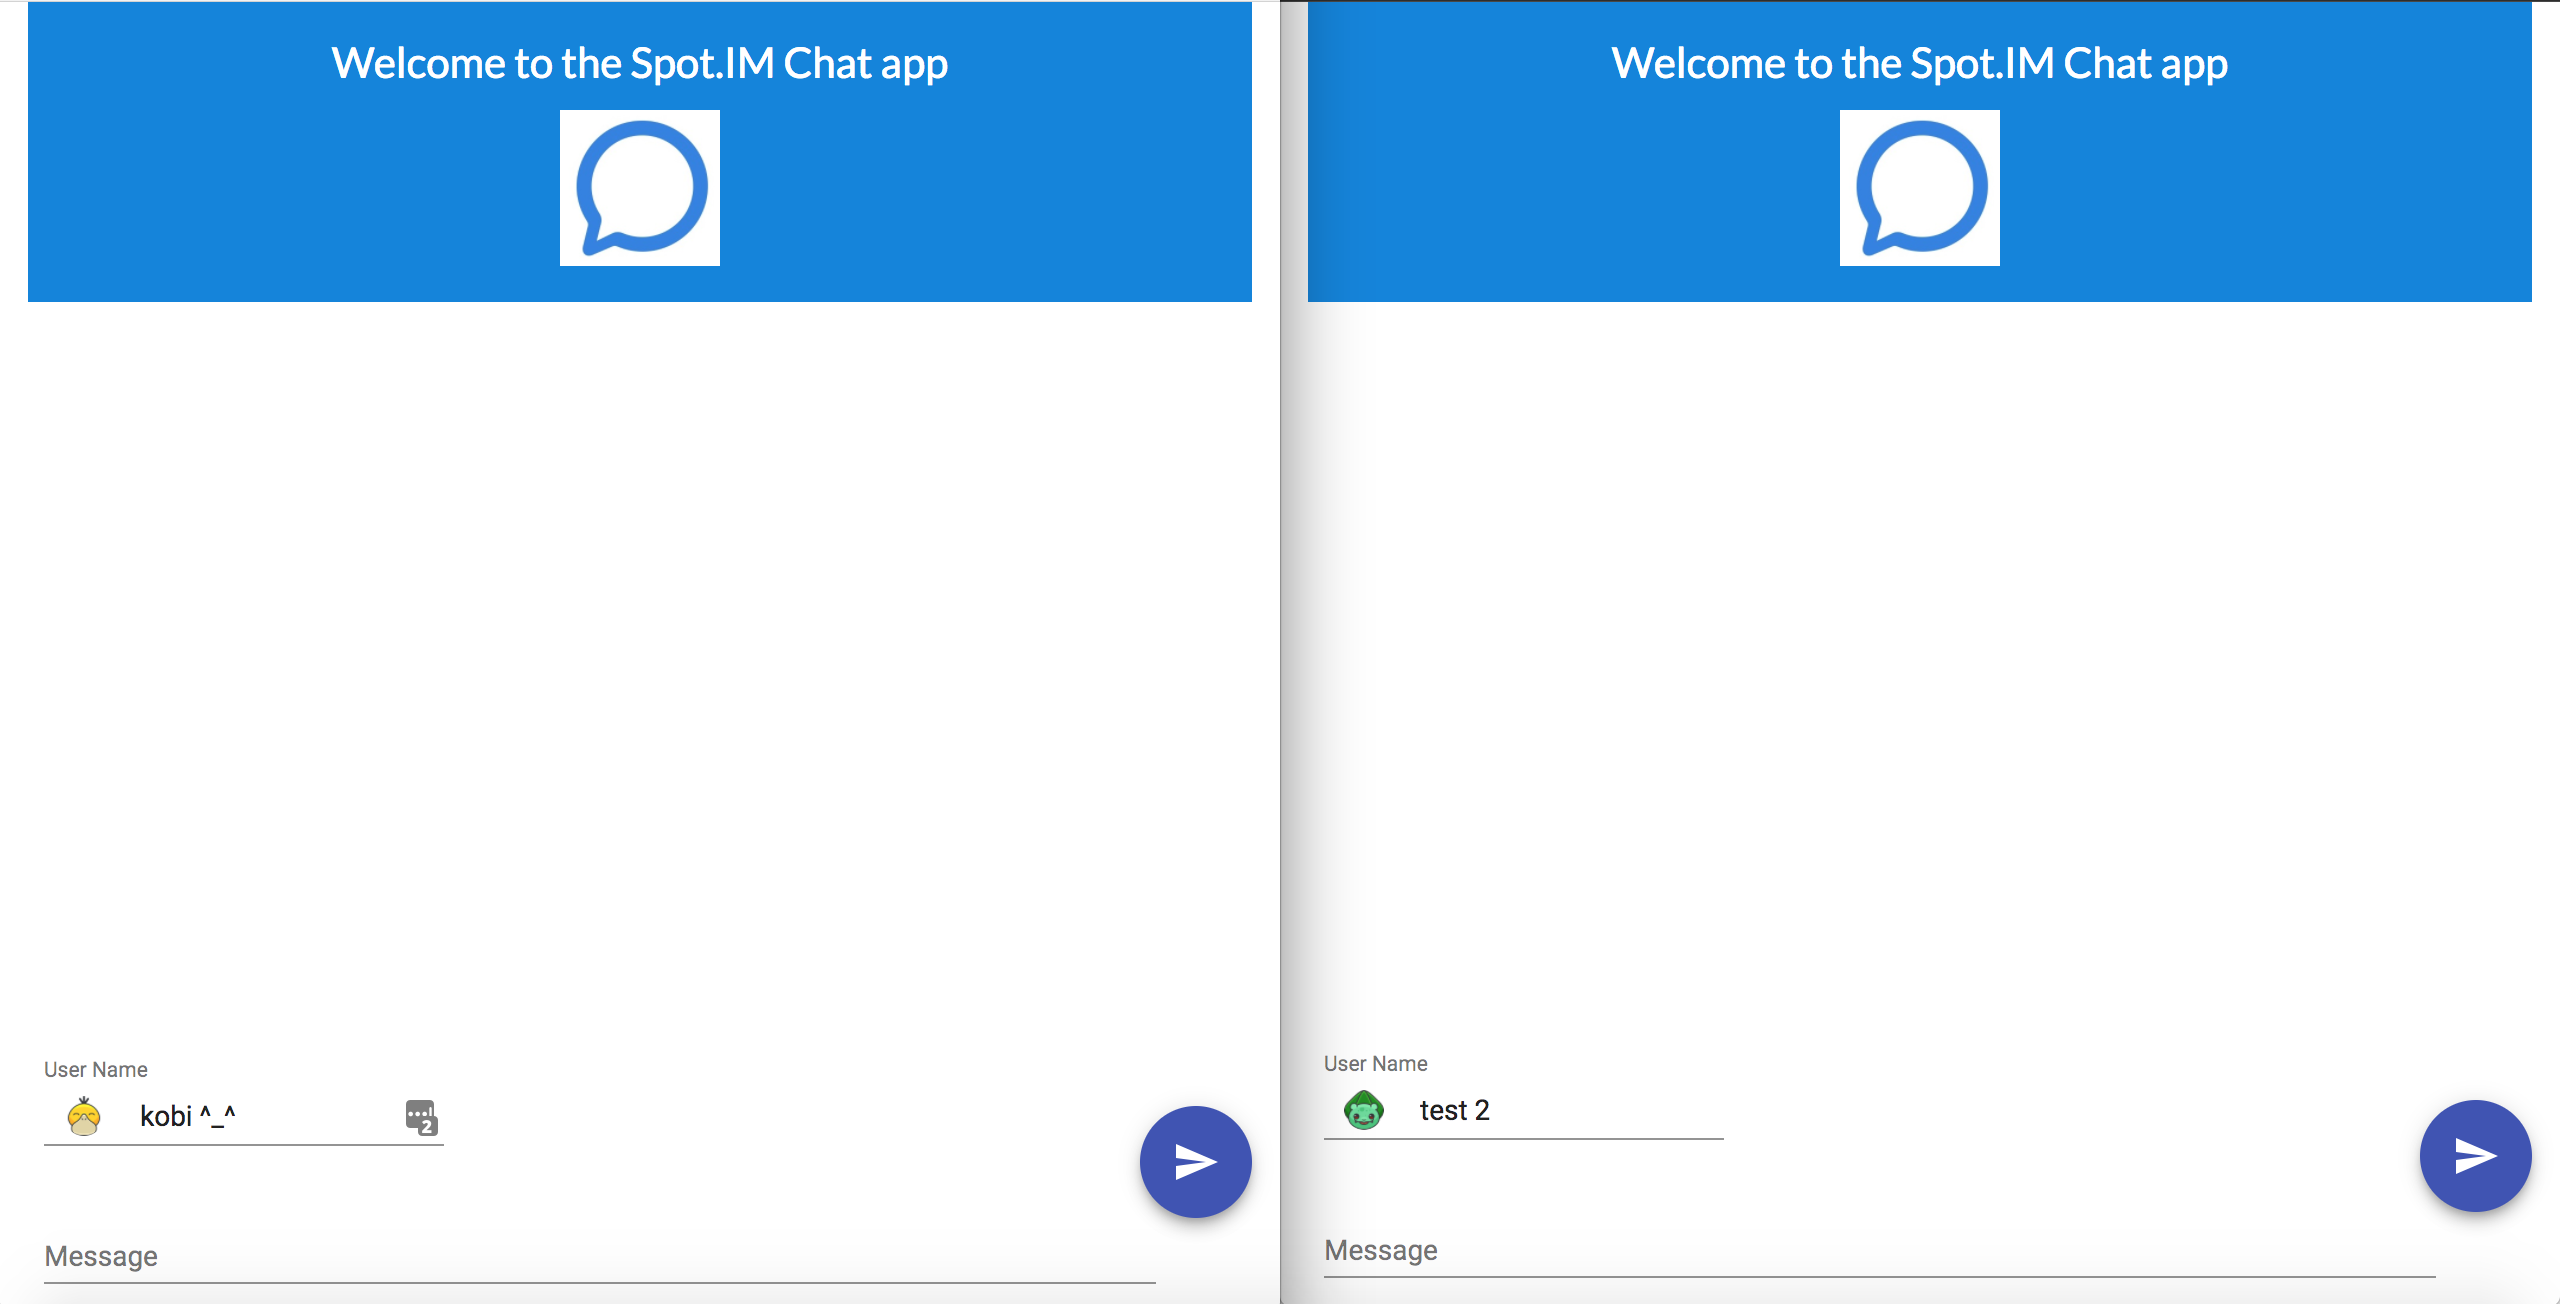 Welcome to the Spot.IM Chat app
User Name
kobi ^_^
2
Message
Welcome to the Spot.IM Chat app
User Name
test 2
Message